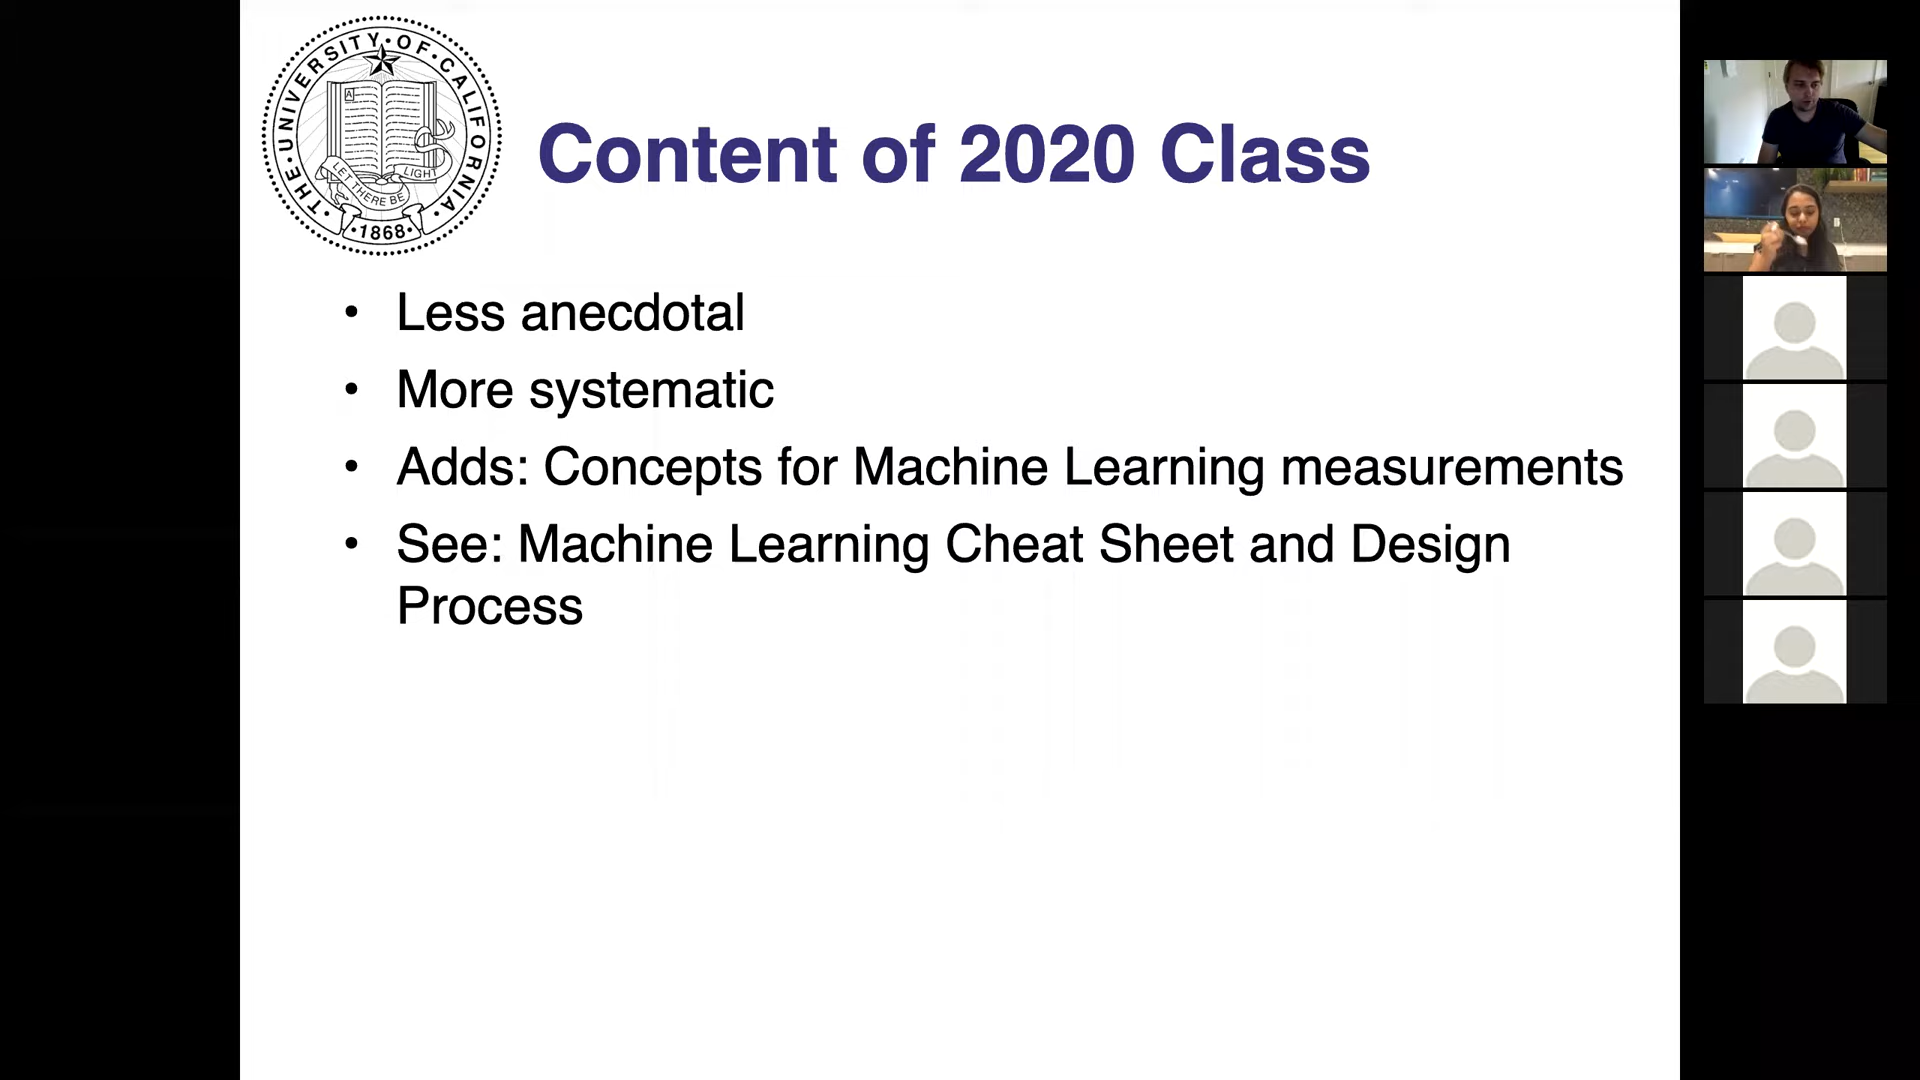 THE · UNIVERSITY · OF · CALIFORNIA
A
LET THERE BE
LIGHT
· 1868 ·
Content of 2020 Class
• Less anecdotal
• More systematic
• Adds: Concepts for Machine Learning measurements
• See: Machine Learning Cheat Sheet and Design
Process